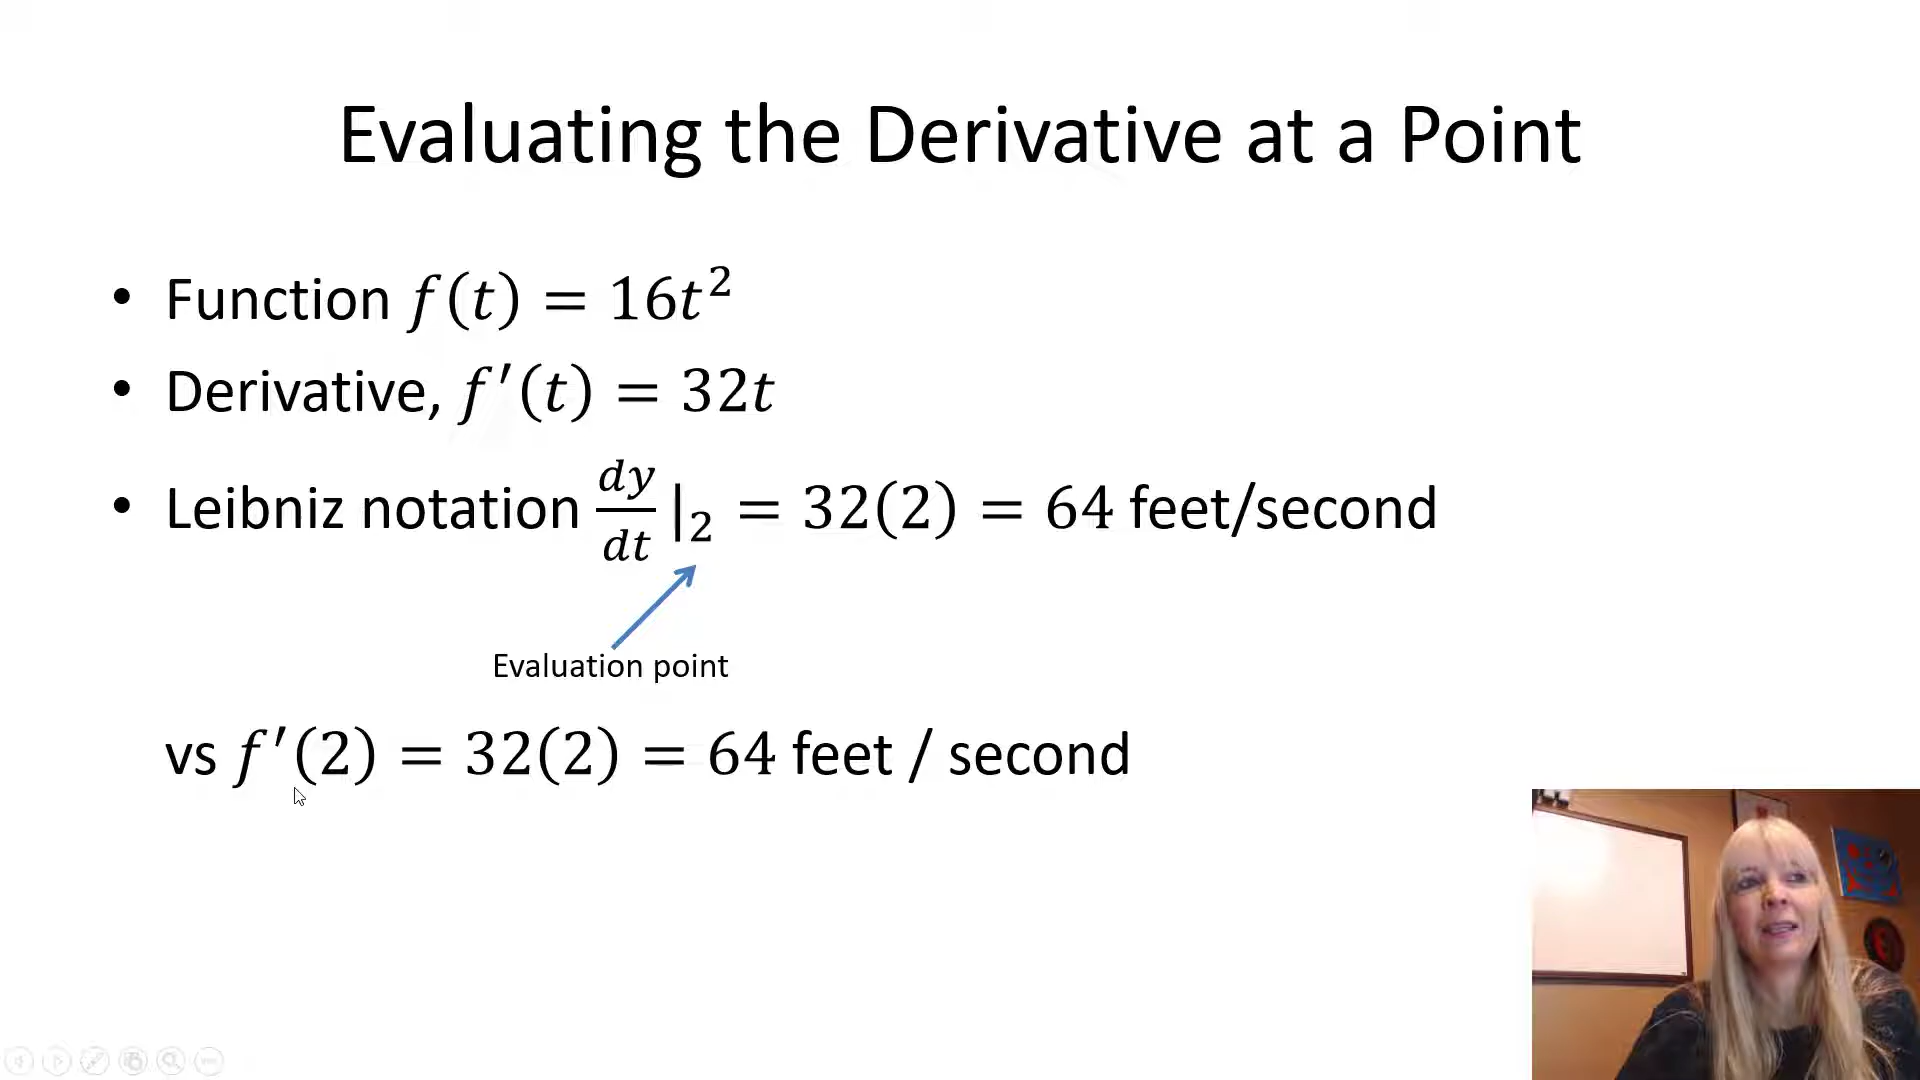 Evaluating the Derivative at a Point
• Function f(t) = 16t²
• Derivative, f′(t) = 32t
• Leibniz notation dy/dt |₂ = 32(2) = 64 feet/second
Evaluation point
vs f′(2) = 32(2) = 64 feet / second